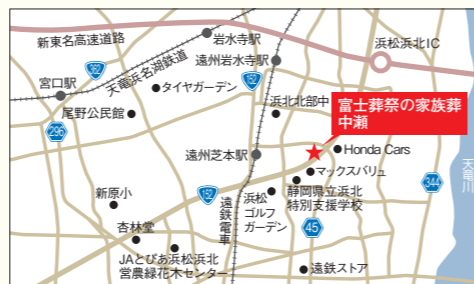 新東名高速道路
岩水寺駅
浜松浜北IC
362
天竜浜名湖鉄道
遠州岩水寺駅
宮口駅
タイヤガーデン
152
浜北北部中
富士葬祭の家族葬
中瀬
尾野公民館
296
Honda Cars
遠州芝本駅
マックスバリュ
天竜川
344
静岡県立浜北
特別支援学校
新原小
152
遠鉄電車
浜松
ゴルフ
ガーデン
45
杏林堂
JAとぴあ浜松浜北
営農緑花木センター
遠鉄ストア